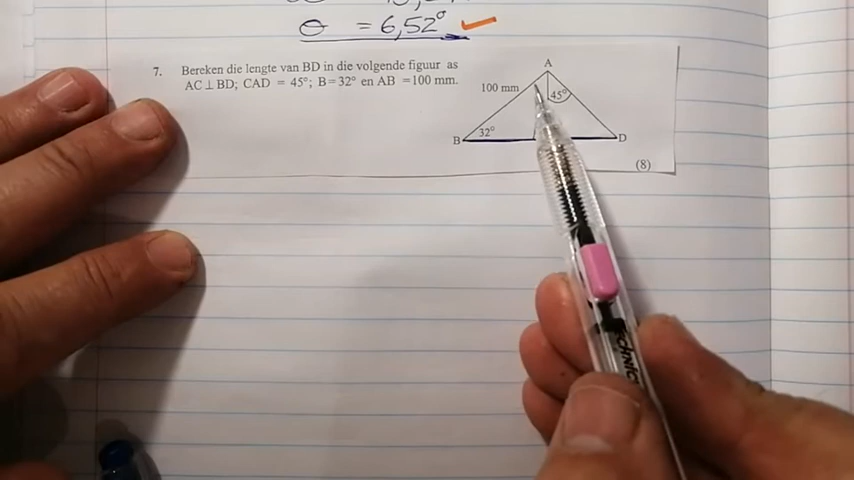 θ = 6,52°
7. Bereken die lengte van BD in die volgende figuur as
AC ⊥ BD; CAD = 45°; B = 32° en AB = 100 mm.
A
100 mm
45°
B 32° D
(8)